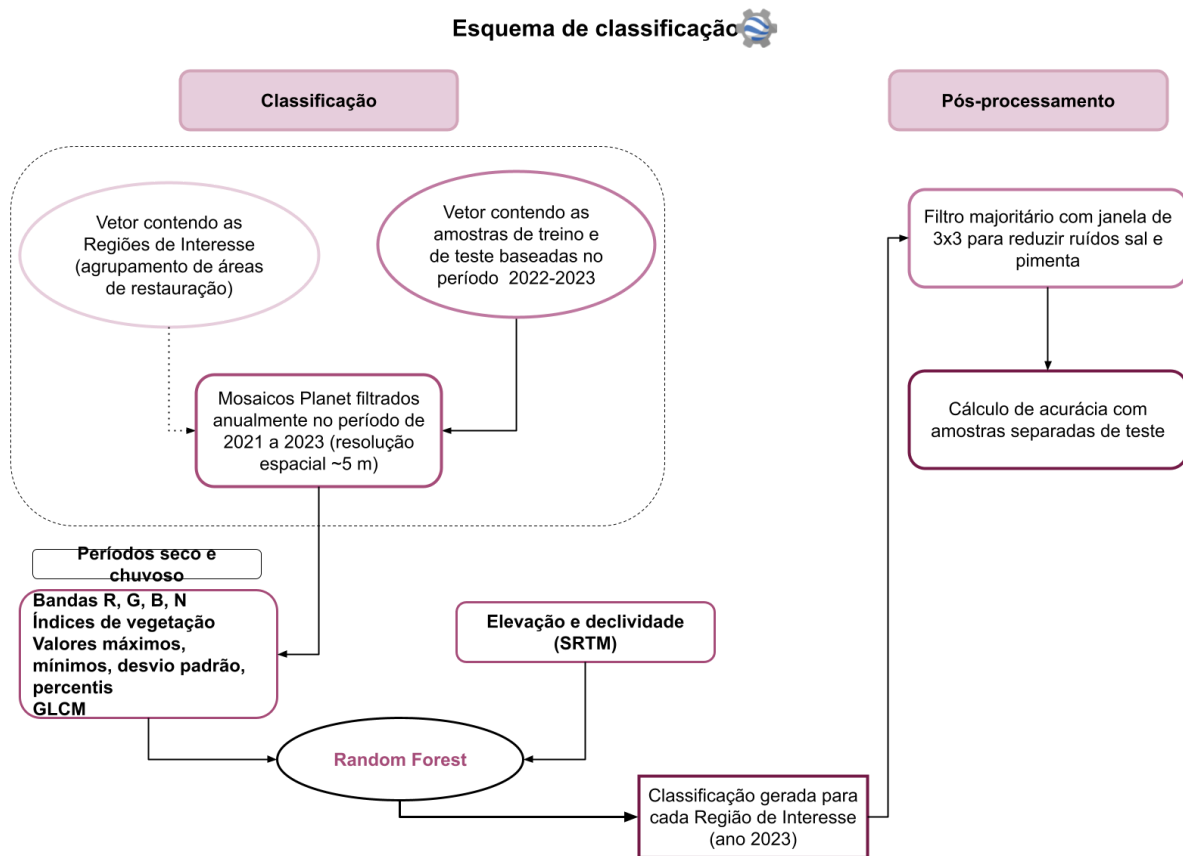 Esquema de classificação
Classificação
Pós-processamento
Vetor contendo as
Regiões de Interesse
(agrupamento de áreas
de restauração)
Vetor contendo as
amostras de treino e
de teste baseadas no
período 2022-2023
Mosaicos Planet filtrados
anualmente no período de
2021 a 2023 (resolução
espacial ~5 m)
Períodos seco e
chuvoso
Bandas R, G, B, N
Índices de vegetação
Valores máximos,
mínimos, desvio padrão,
percentis
GLCM
Elevação e declividade
(SRTM)
Random Forest
Classificação gerada para
cada Região de Interesse
(ano 2023)
Filtro majoritário com janela de
3x3 para reduzir ruídos sal e
pimenta
Cálculo de acurácia com
amostras separadas de teste